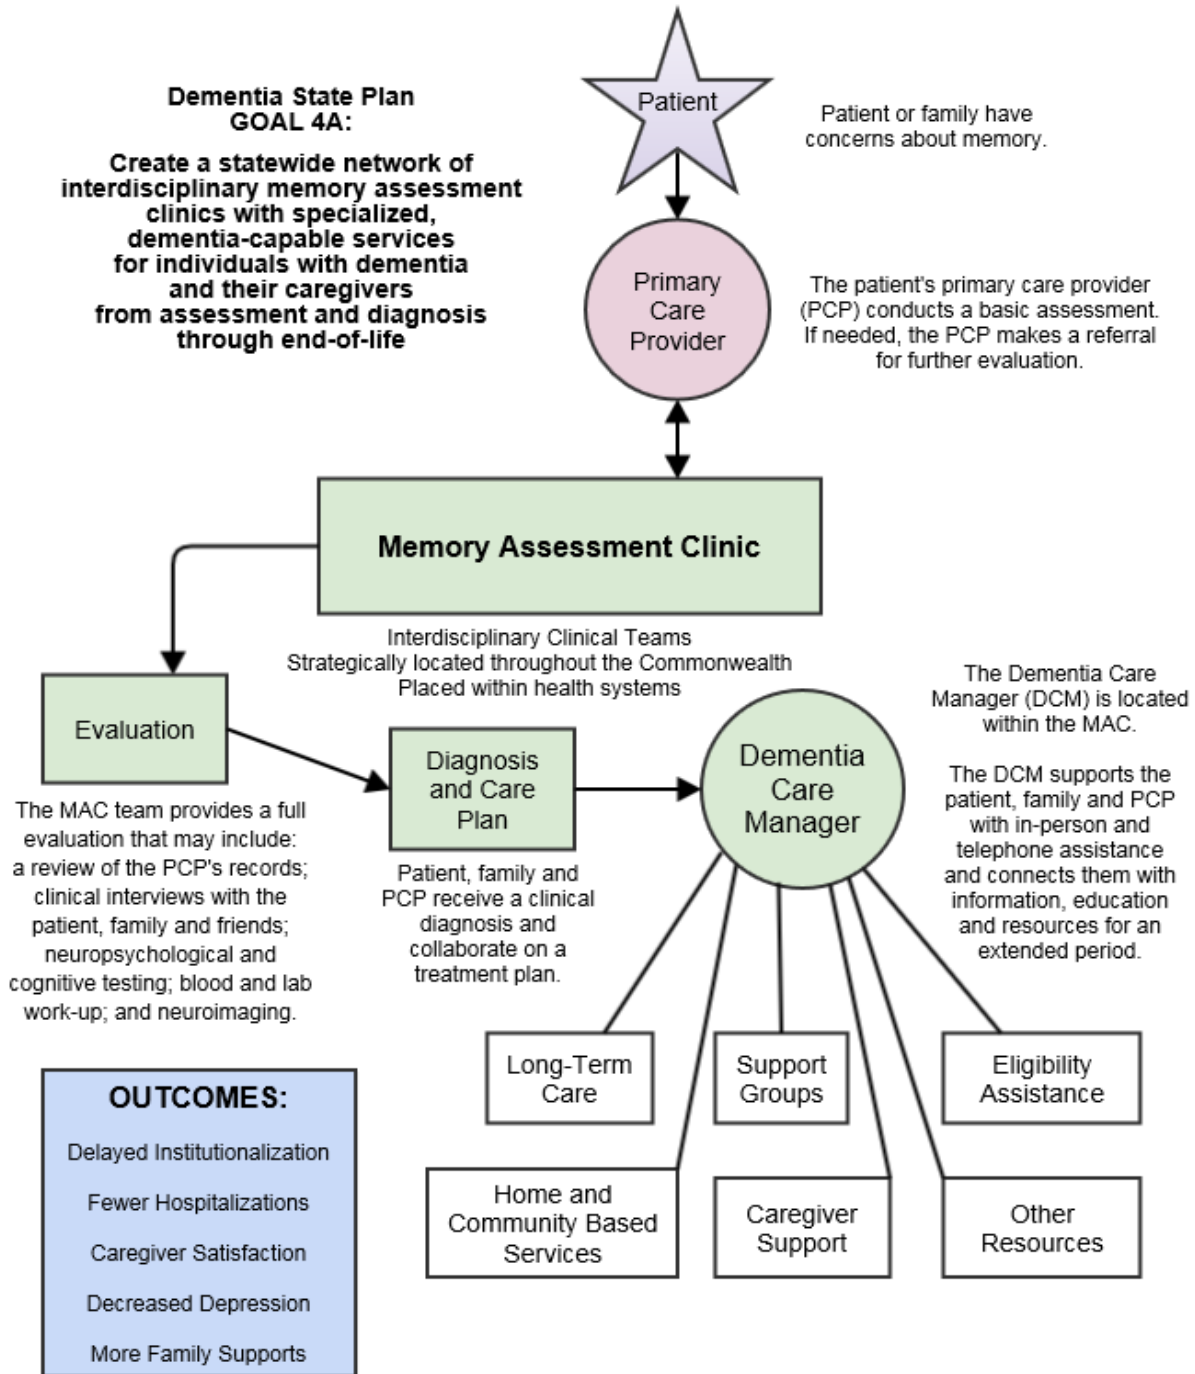 Dementia State Plan
GOAL 4A:
Create a statewide network of
interdisciplinary memory assessment
clinics with specialized,
dementia-capable services
for individuals with dementia
and their caregivers
from assessment and diagnosis
through end-of-life
Patient
Patient or family have
concerns about memory.
Primary
Care
Provider
The patient's primary care provider
(PCP) conducts a basic assessment.
If needed, the PCP makes a referral
for further evaluation.
Memory Assessment Clinic
Interdisciplinary Clinical Teams
Strategically located throughout the Commonwealth
Placed within health systems
Evaluation
The MAC team provides a full
evaluation that may include:
a review of the PCP's records;
clinical interviews with the
patient, family and friends;
neuropsychological and
cognitive testing; blood and lab
work-up; and neuroimaging.
Diagnosis
and Care
Plan
Patient, family and
PCP receive a clinical
diagnosis and
collaborate on a
treatment plan.
Dementia
Care
Manager
The Dementia Care
Manager (DCM) is located
within the MAC.
The DCM supports the
patient, family and PCP
with in-person and
telephone assistance
and connects them with
information, education
and resources for an
extended period.
Long-Term
Care
Support
Groups
Eligibility
Assistance
Home and
Community Based
Services
Caregiver
Support
Other
Resources
OUTCOMES:
Delayed Institutionalization
Fewer Hospitalizations
Caregiver Satisfaction
Decreased Depression
More Family Supports